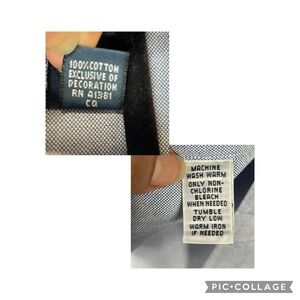 100% COTTON
EXCLUSIVE OF
DECORATION
RN 41381
CA
MACHINE
WASH WARM
ONLY NON-
CHLORINE
BLEACH
WHEN NEEDED
TUMBLE
DRY LOW
WARM IRON
IF NEEDED
PIC•COLLAGE